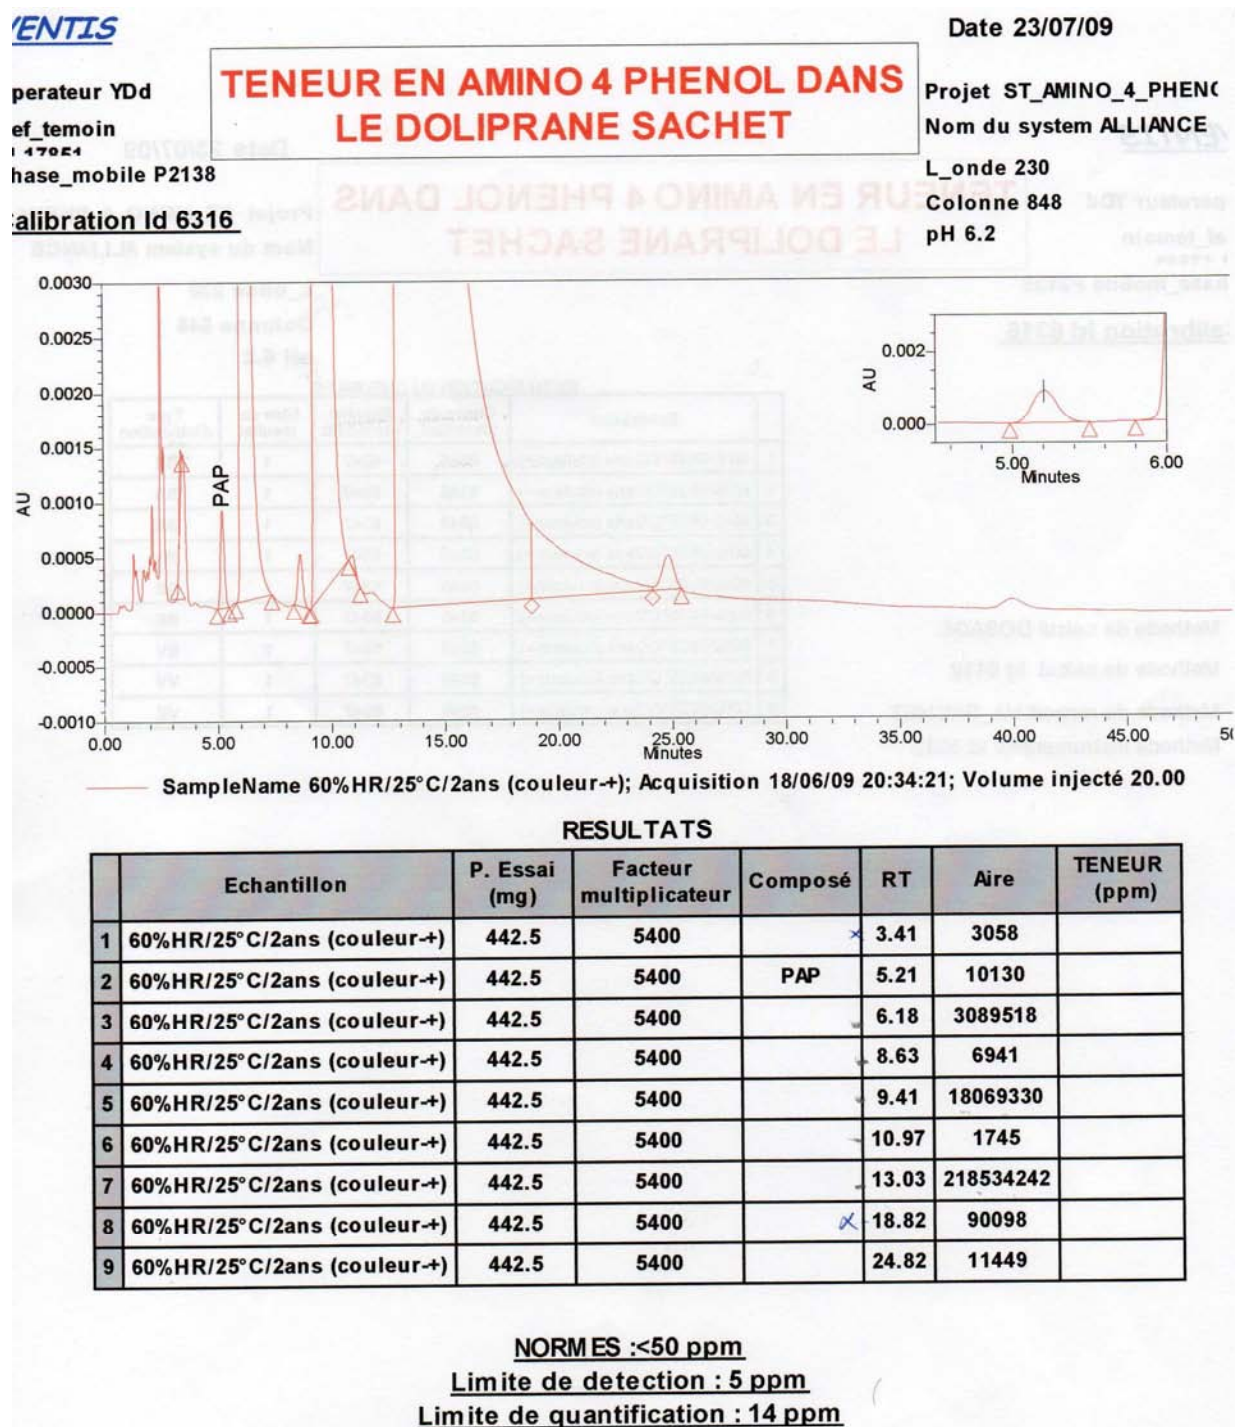 VENTIS
Date 23/07/09
TENEUR EN AMINO 4 PHENOL DANS
LE DOLIPRANE SACHET
perateur YDd
ef_temoin
hase_mobile P2138
alibration Id 6316
Projet ST_AMINO_4_PHENO
Nom du system ALLIANCE
L_onde 230
Colonne 848
pH 6.2
0.0030
0.0025
0.0020
0.0015
0.0010
0.0005
0.0000
-0.0005
-0.0010
AU
PAP
0.00 5.00 10.00 15.00 20.00 25.00 30.00 35.00 40.00 45.00
Minutes
0.002
0.000
AU
5.00 6.00
Minutes
SampleName 60%HR/25°C/2ans (couleur-+); Acquisition 18/06/09 20:34:21; Volume injecté 20.00
RESULTATS
Echantillon P. Essai (mg) Facteur multiplicateur Composé RT Aire TENEUR (ppm)
1 60%HR/25°C/2ans (couleur-+) 442.5 5400 x 3.41 3058
2 60%HR/25°C/2ans (couleur-+) 442.5 5400 PAP 5.21 10130
3 60%HR/25°C/2ans (couleur-+) 442.5 5400 6.18 3089518
4 60%HR/25°C/2ans (couleur-+) 442.5 5400 8.63 6941
5 60%HR/25°C/2ans (couleur-+) 442.5 5400 9.41 18069330
6 60%HR/25°C/2ans (couleur-+) 442.5 5400 10.97 1745
7 60%HR/25°C/2ans (couleur-+) 442.5 5400 13.03 218534242
8 60%HR/25°C/2ans (couleur-+) 442.5 5400 x 18.82 90098
9 60%HR/25°C/2ans (couleur-+) 442.5 5400 24.82 11449
NORMES :<50 ppm
Limite de detection : 5 ppm
Limite de quantification : 14 ppm